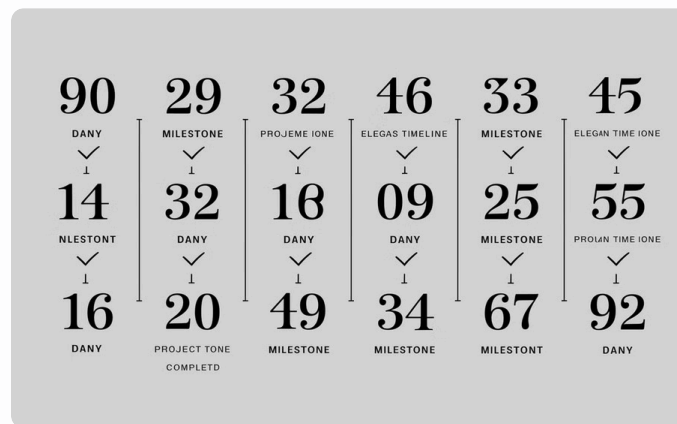 90 29 32 46 33 45
DANY MILESTONE PROJEME IONE ELEGAS TIMELINE MILESTONE ELEGAN TIME IONE
14 32 18 09 25 55
NLESTONT DANY DANY DANY MILESTONE PROLAN TIME IONE
16 20 49 34 67 92
DANY PROJECT TONE MILESTONE MILESTONE MILESTONT DANY
COMPLETD